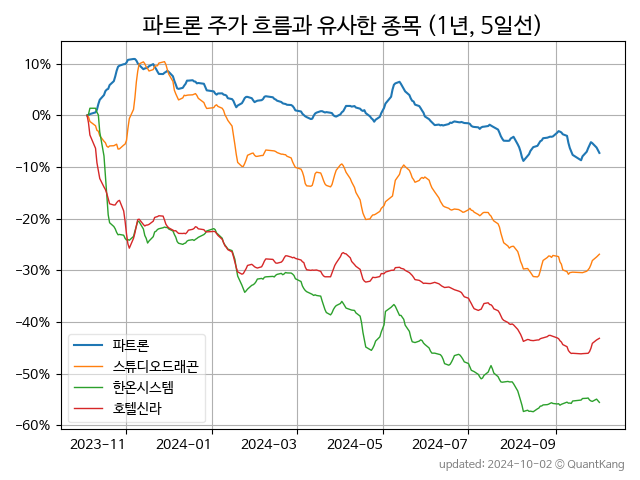 파트론 주가 흐름과 유사한 종목 (1년, 5일선)
10%
0%
−10%
−20%
−30%
−40%
−50%
−60%
파트론
스튜디오드래곤
한온시스템
호텔신라
2023−11
2024−01
2024−03
2024−05
2024−07
2024−09
updated: 2024-10-02 © QuantKang